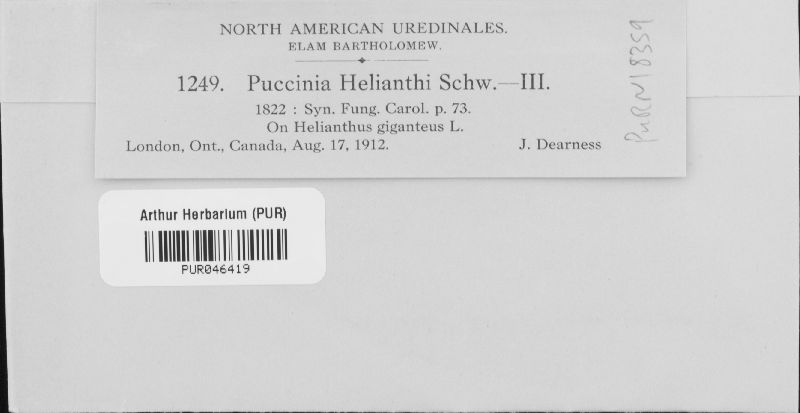 NORTH AMERICAN UREDINALES.
ELAM BARTHOLOMEW.
1249. Puccinia Helianthi Schw.—III.
1822 : Syn. Fung. Carol. p. 73.
On Helianthus giganteus L.
London, Ont., Canada, Aug. 17, 1912. J. Dearness
PUR N18359
Arthur Herbarium (PUR)
PUR046419